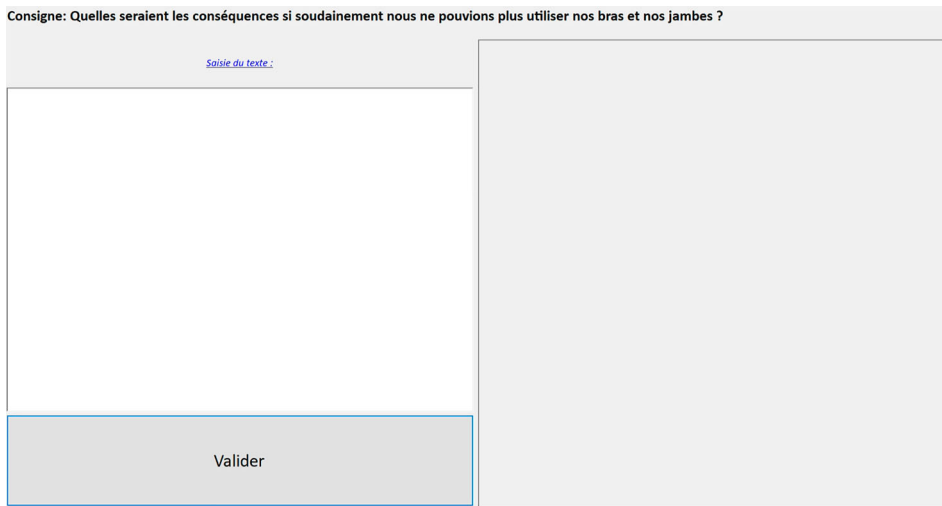 Consigne: Quelles seraient les conséquences si soudainement nous ne pouvions plus utiliser nos bras et nos jambes ?
Saisie du texte :
Valider